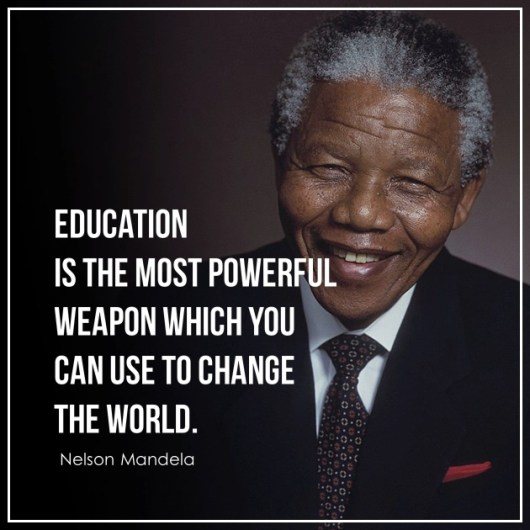 EDUCATION
IS THE MOST POWERFUL
WEAPON WHICH YOU
CAN USE TO CHANGE
THE WORLD.
Nelson Mandela